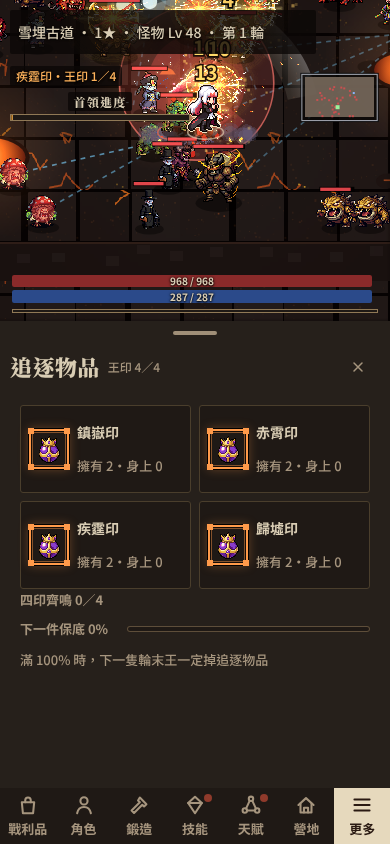 雪埋古道 · 1★ · 怪物 Lv 48 · 第 1 輪
110
13
疾霆印·王印 1／4
首領進度
968 / 968
287 / 287
追逐物品 王印 4／4 ×
鎮嶽印
擁有 2·身上 0
赤霄印
擁有 2·身上 0
疾霆印
擁有 2·身上 0
歸墟印
擁有 2·身上 0
四印齊鳴 0／4
下一件保底 0%
滿 100% 時，下一隻輪末王一定掉追逐物品
戰利品 角色 鍛造 技能 天賦 營地 更多